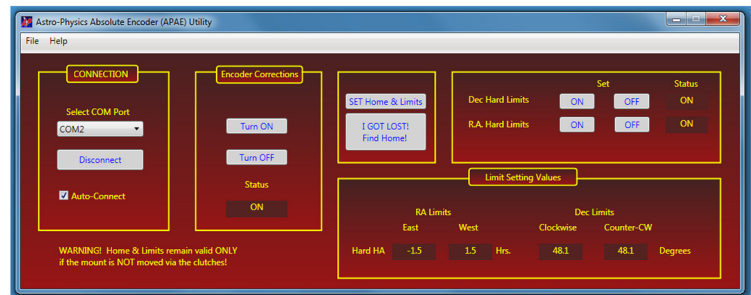 Astro-Physics Absolute Encoder (APAE) Utility
File Help
CONNECTION
Select COM Port
COM2
Disconnect
Auto-Connect
Encoder Corrections
Turn ON
Turn OFF
Status
ON
SET Home & Limits
I GOT LOST!
Find Home!
Set Status
Dec Hard Limits ON OFF ON
R.A. Hard Limits ON OFF ON
Limit Setting Values
RA Limits Dec Limits
East West Clockwise Counter-CW
Hard HA -1.5 1.5 Hrs. 48.1 48.1 Degrees
WARNING! Home & Limits remain valid ONLY
if the mount is NOT moved via the clutches!